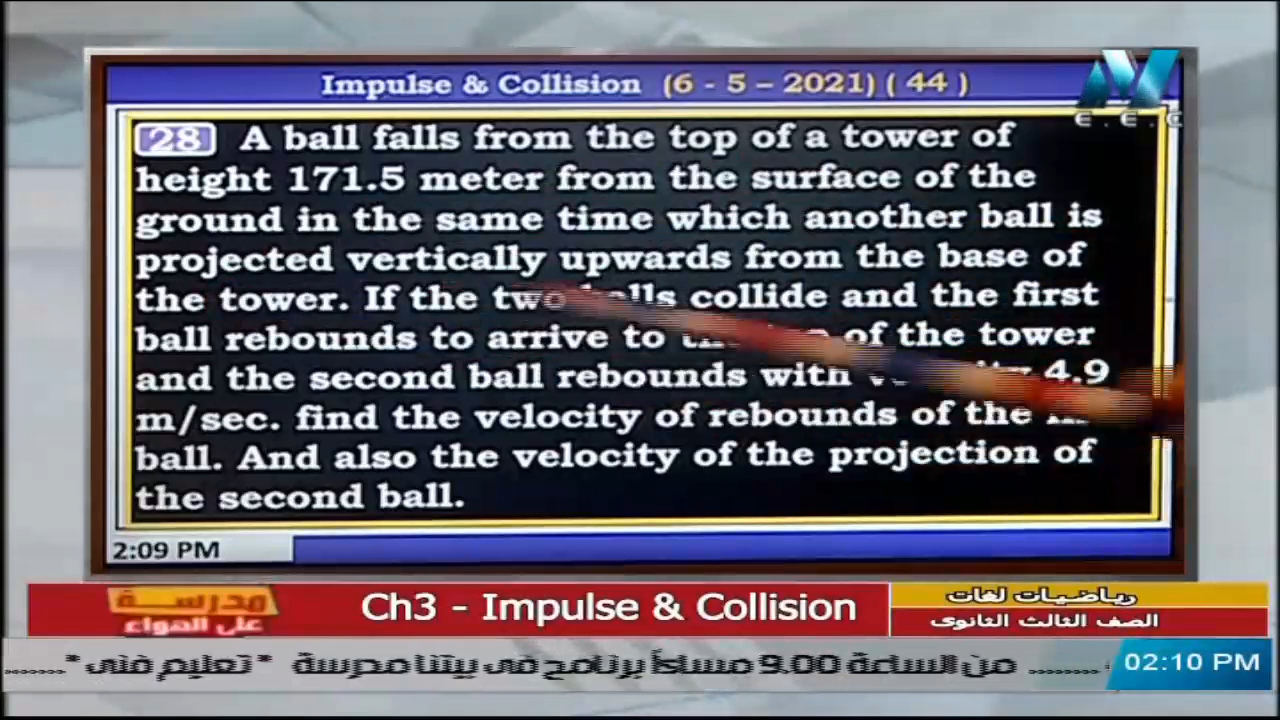 Impulse & Collision (6 - 5 – 2021) ( 44 )
E . E . C
28 A ball falls from the top of a tower of
height 171.5 meter from the surface of the
ground in the same time which another ball is
projected vertically upwards from the base of
the tower. If the two balls collide and the first
ball rebounds to arrive to of the tower
and the second ball rebounds with 4.9
m/sec. find the velocity of rebounds of the
ball. And also the velocity of the projection of
the second ball.
2:09 PM
مدرسة
على الهواء
Ch3 - Impulse & Collision
رياضيات لغات
الصف الثالث الثانوى
من الساعة 9.00 مساءاً برنامج فى بيتنا مدرسة "تعليم فنى" ........
02:10 PM